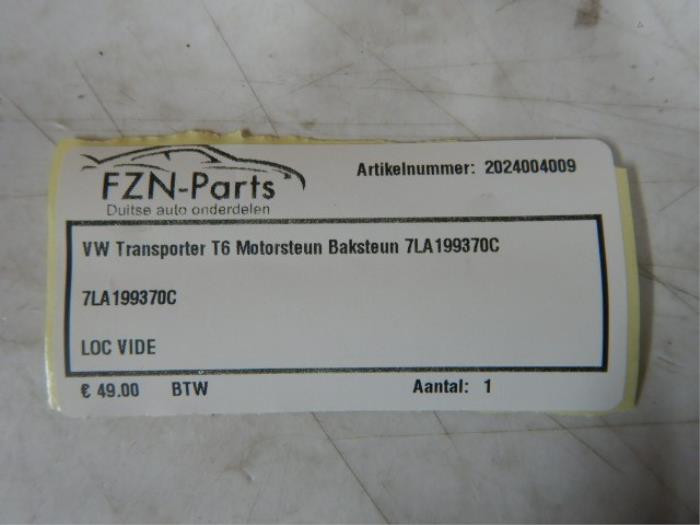 FZN-Parts
Duitse auto onderdelen
Artikelnummer: 2024004009
VW Transporter T6 Motorsteun Baksteun 7LA199370C
7LA199370C
LOC VIDE
€ 49.00 BTW Aantal: 1